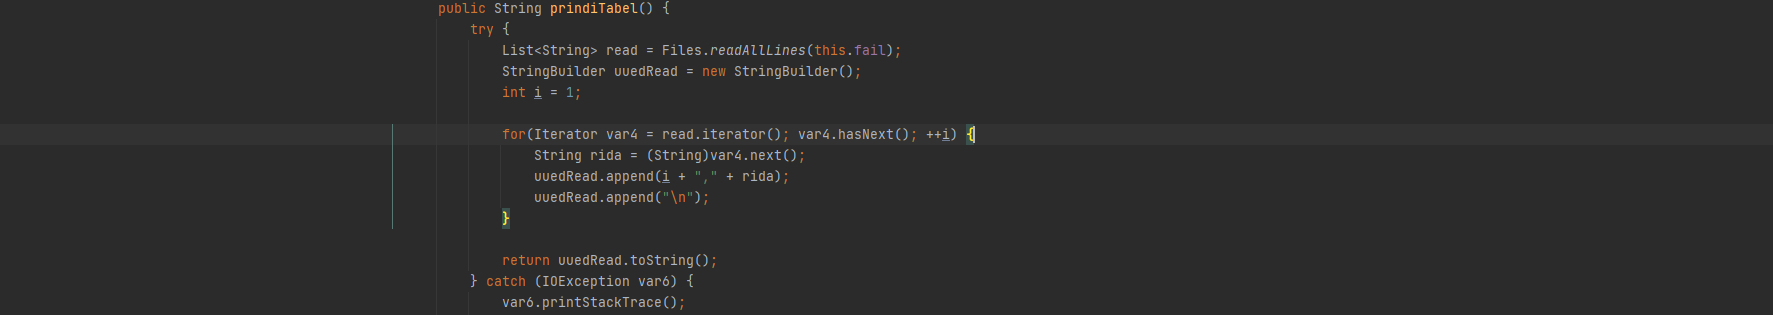 public String prindiTabel() {
try {
List<String> read = Files.readAllLines(this.fail);
StringBuilder uuedRead = new StringBuilder();
int i = 1;
for(Iterator var4 = read.iterator(); var4.hasNext(); ++i) {
String rida = (String)var4.next();
uuedRead.append(i + "," + rida);
uuedRead.append("\n");
}
return uuedRead.toString();
} catch (IOException var6) {
var6.printStackTrace();